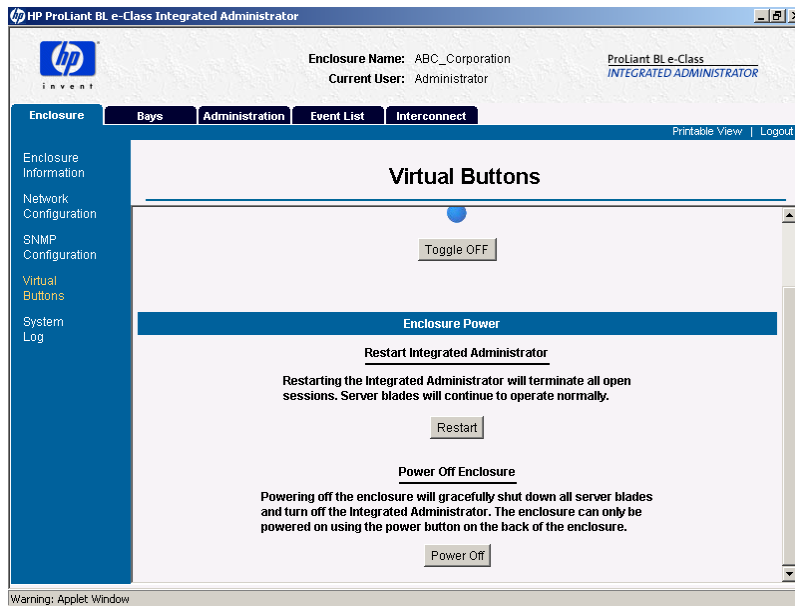 HP ProLiant BL e-Class Integrated Administrator
hp
invent
Enclosure Name: ABC_Corporation
Current User: Administrator
ProLiant BL e-Class
INTEGRATED ADMINISTRATOR
Enclosure Bays Administration Event List Interconnect
Printable View | Logout
Enclosure
Information
Network
Configuration
SNMP
Configuration
Virtual
Buttons
System
Log
Virtual Buttons
Toggle OFF
Enclosure Power
Restart Integrated Administrator
Restarting the Integrated Administrator will terminate all open
sessions. Server blades will continue to operate normally.
Restart
Power Off Enclosure
Powering off the enclosure will gracefully shut down all server blades
and turn off the Integrated Administrator. The enclosure can only be
powered on using the power button on the back of the enclosure.
Power Off
Warning: Applet Window